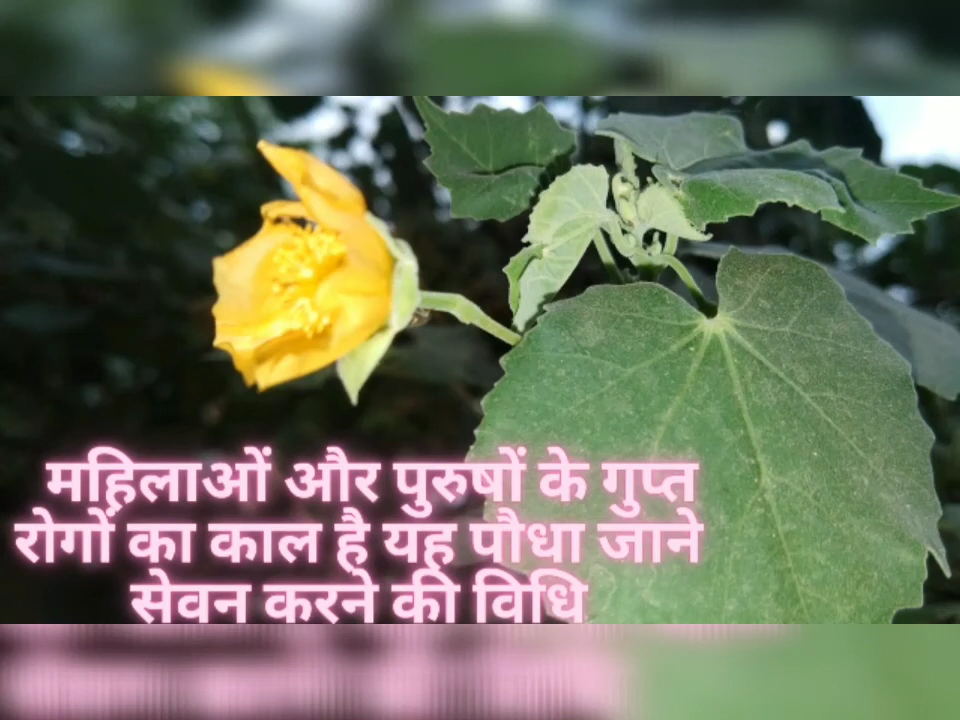 महिलाओं और पुरुषों के गुप्त
रोगों का काल है यह पौधा जाने
सेवन करने की विधि